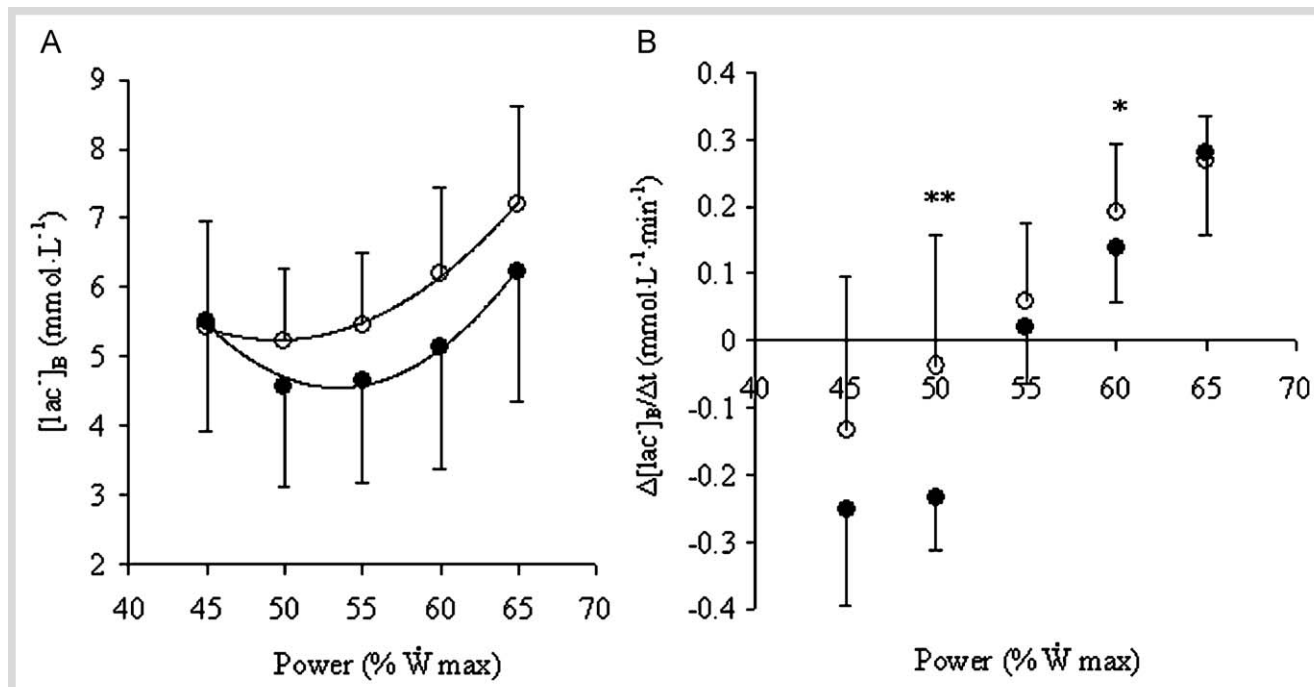 A
[lac⁻]B (mmol·L⁻¹)
9
8
7
6
5
4
3
2
40 45 50 55 60 65 70
Power (% Ẇ max)
B
Δ[lac⁻]B/Δt (mmol·L⁻¹·min⁻¹)
0.4
*
0.3
**
0.2
0.1
0
40 45 50 55 60 65 70
-0.1
-0.2
-0.3
-0.4
Power (% Ẇ max)